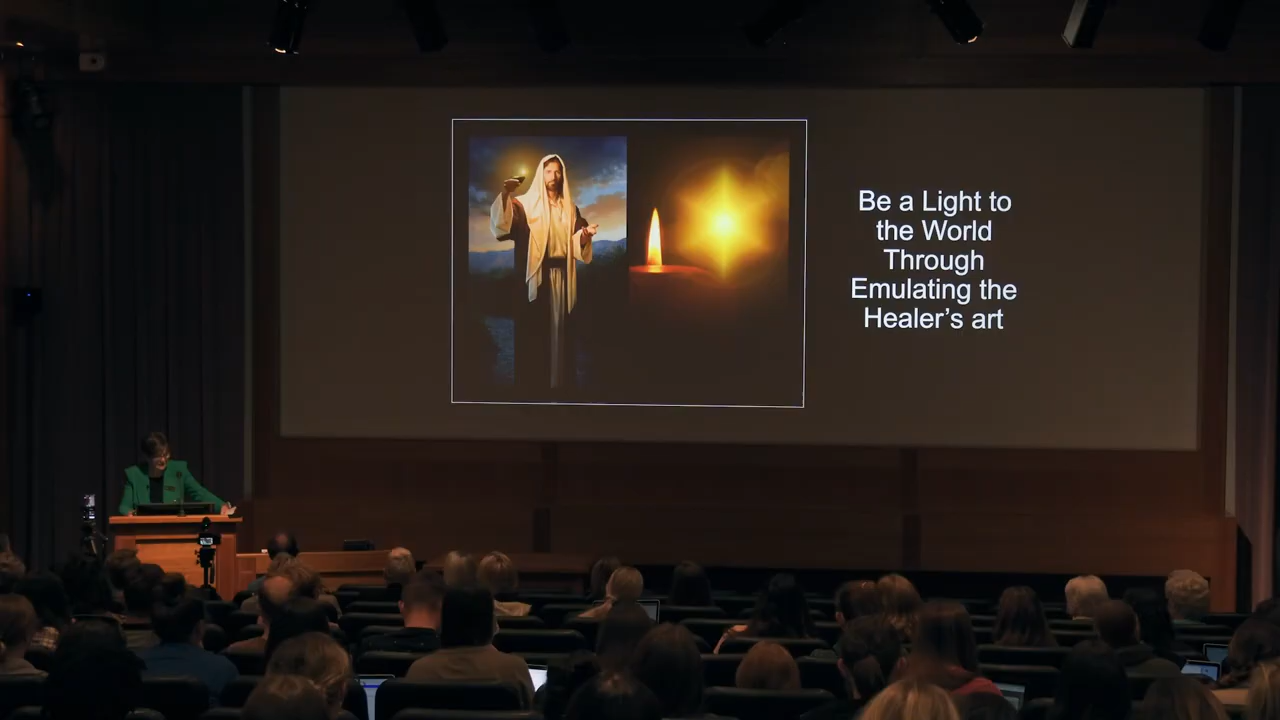 Be a Light to
the World
Through
Emulating the
Healer’s art